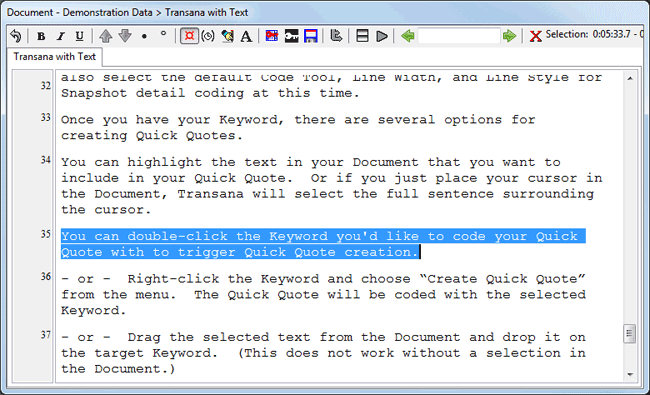 Document - Demonstration Data > Transana with Text
B I U A Selection: 0:05:33.7 - 0
Transana with Text
also select the default Code Tool, Line Width, and Line Style for
32 Snapshot detail coding at this time.
33 Once you have your Keyword, there are several options for
creating Quick Quotes.
34 You can highlight the text in your Document that you want to
include in your Quick Quote.  Or if you just place your cursor in
the Document, Transana will select the full sentence surrounding
the cursor.
35 You can double-click the Keyword you'd like to code your Quick
Quote with to trigger Quick Quote creation.
36 - or -  Right-click the Keyword and choose “Create Quick Quote”
from the menu.  The Quick Quote will be coded with the selected
Keyword.
37 - or -  Drag the selected text from the Document and drop it on
the target Keyword.  (This does not work without a selection in
the Document.)